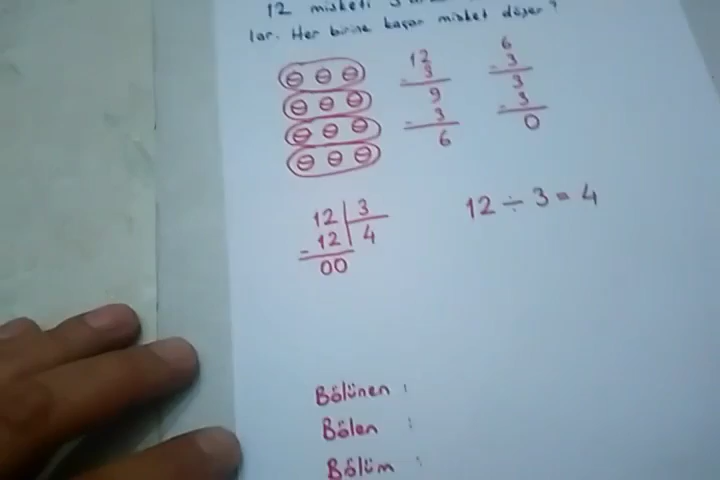 12 misketi 3
lar. Her birine kaçar misket düşer?
12
- 3
9
- 3
6
6
- 3
3
- 3
0
12 | 3
- 12 | 4
00
12 ÷ 3 = 4
Bölünen :
Bölen :
Bölüm :